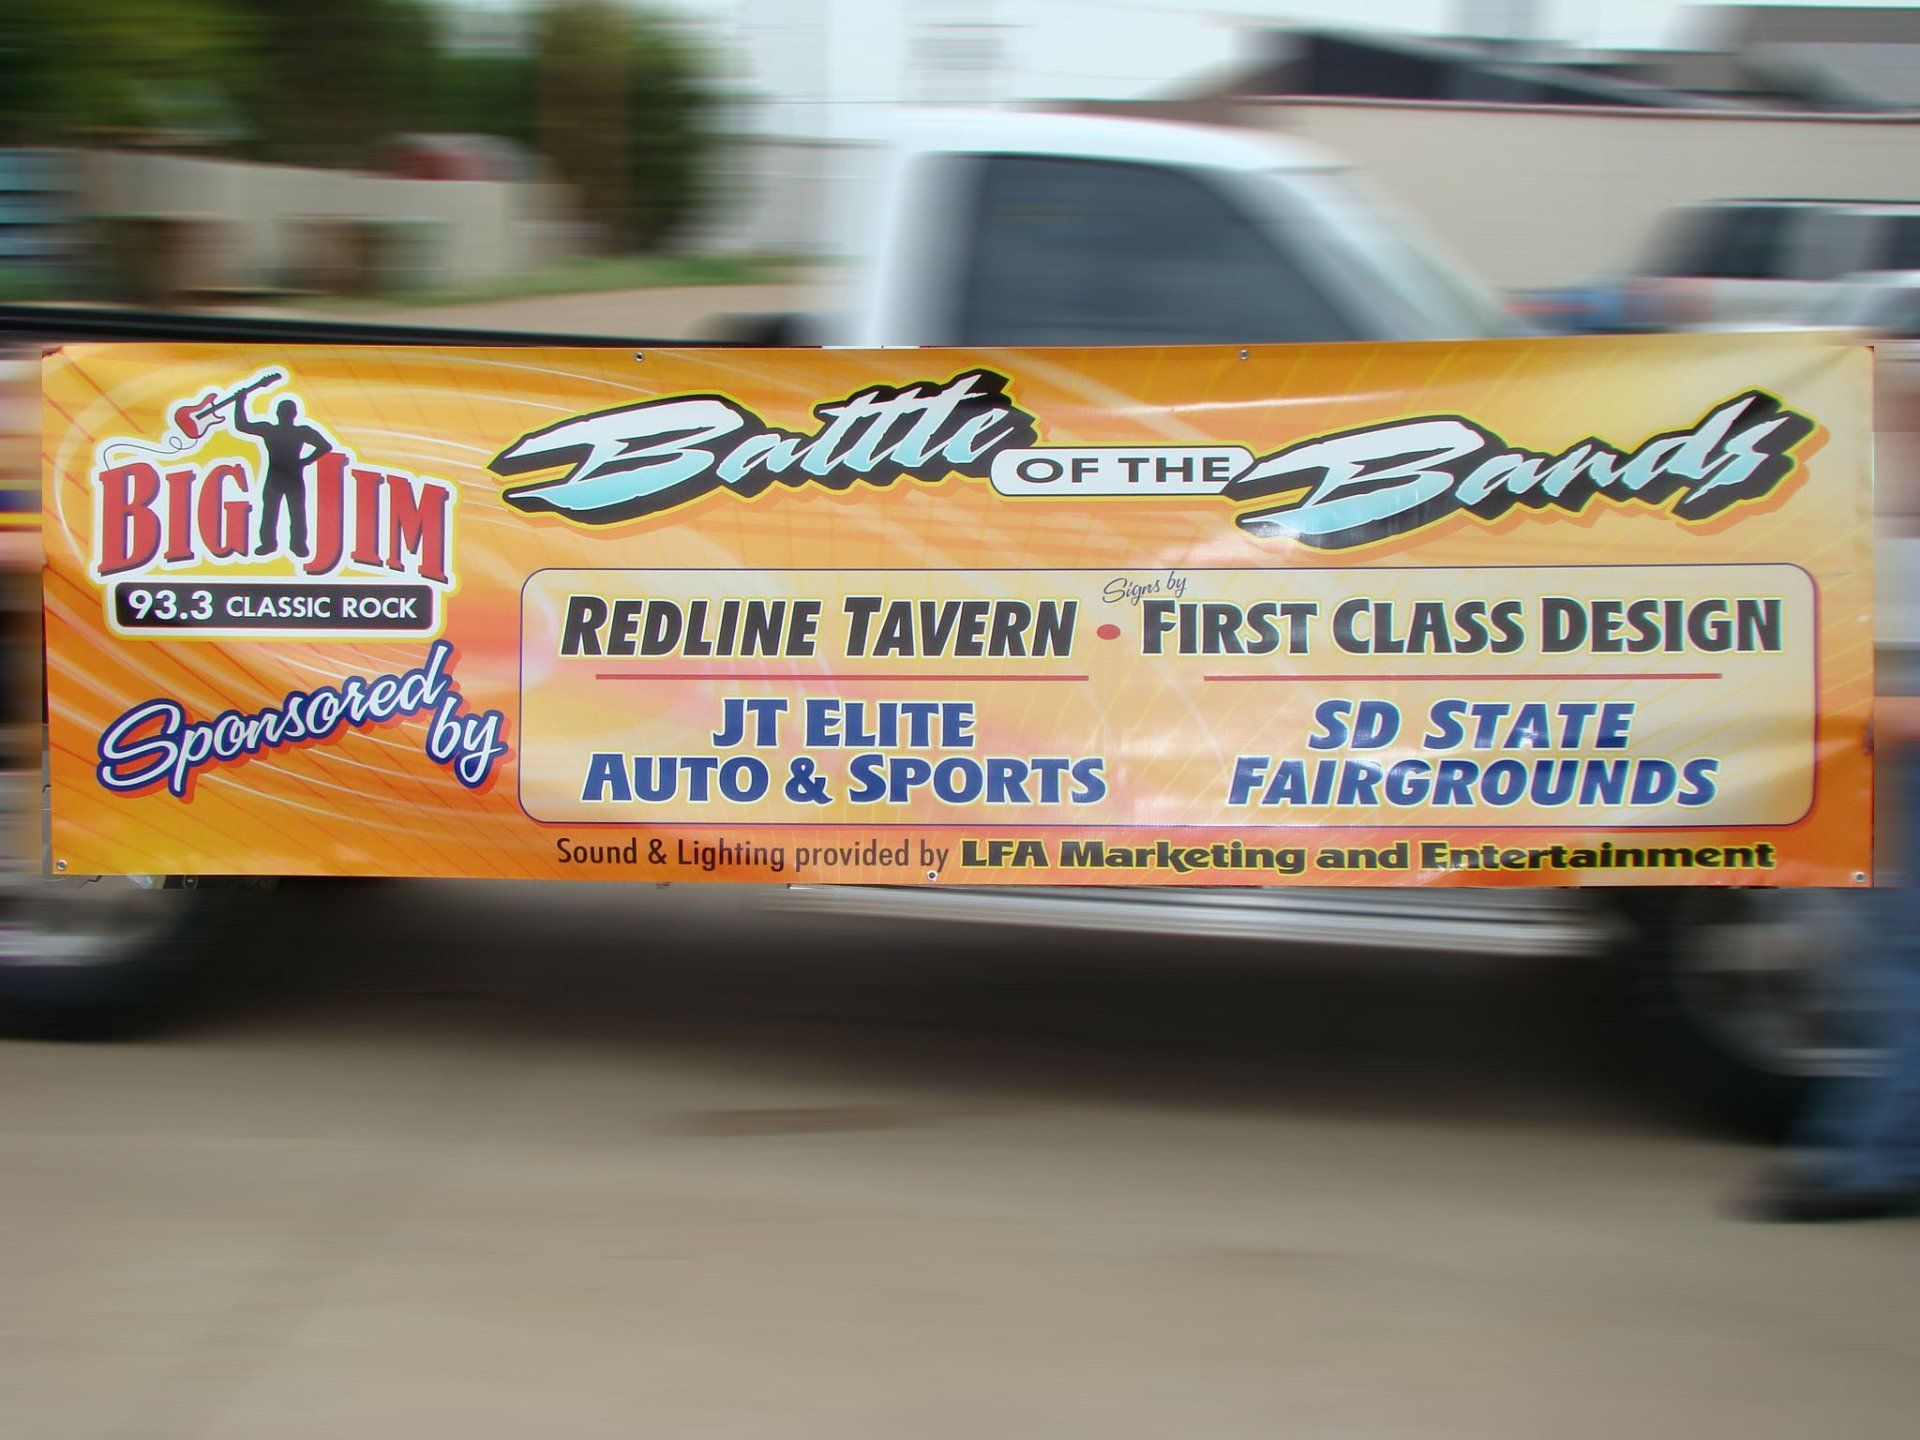 BIG JIM
93.3 CLASSIC ROCK
Sponsored by
Battle OF THE Bands
REDLINE TAVERN • Signs by FIRST CLASS DESIGN
JT ELITE
AUTO & SPORTS
SD STATE
FAIRGROUNDS
Sound & Lighting provided by LFA Marketing and Entertainment